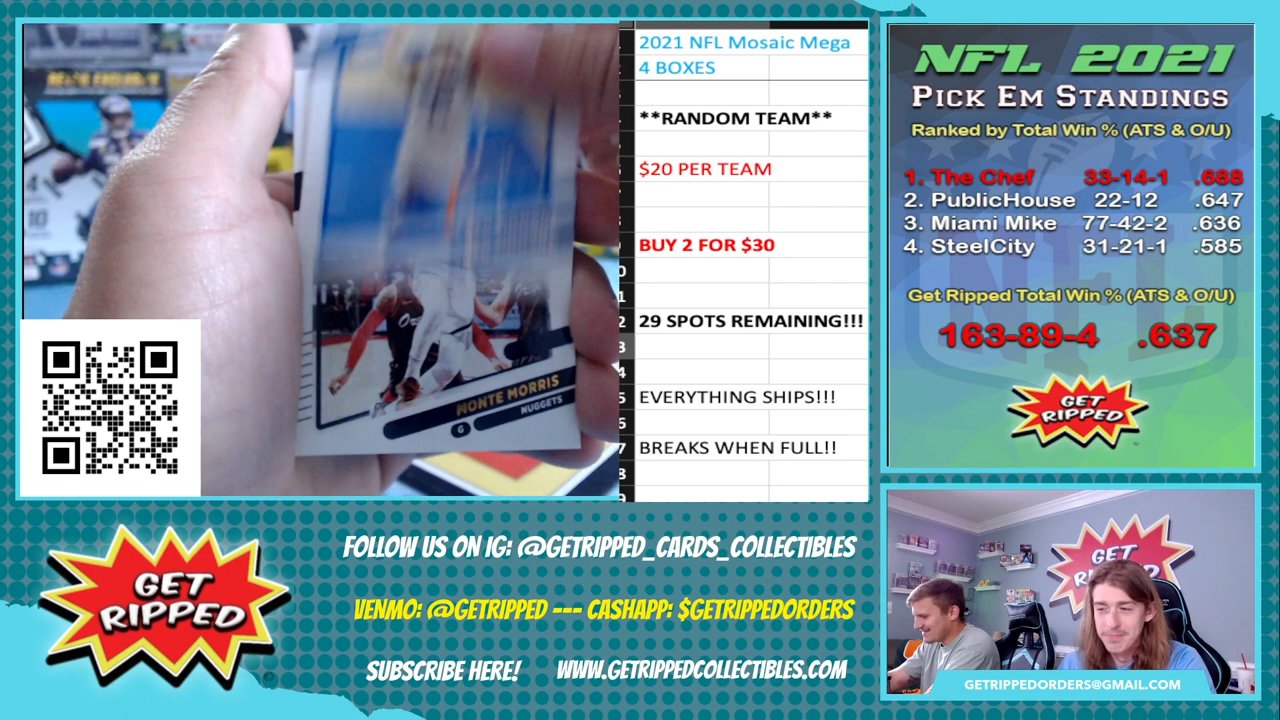 MONTE MORRIS
NUGGETS
G
10
2021 NFL Mosaic Mega
4 BOXES
**RANDOM TEAM**
$20 PER TEAM
BUY 2 FOR $30
29 SPOTS REMAINING!!!
EVERYTHING SHIPS!!!
BREAKS WHEN FULL!!
NFL 2021
PICK EM STANDINGS
Ranked by Total Win % (ATS & O/U)
1. The Chef 33-14-1 .688
2. PublicHouse 22-12 .647
3. Miami Mike 77-42-2 .636
4. SteelCity 31-21-1 .585
Get Ripped Total Win % (ATS & O/U)
163-89-4 .637
GET
RIPPED
GET
RIPPED
FOLLOW US ON IG: @GETRIPPED_CARDS_COLLECTIBLES
VENMO: @GETRIPPED --- CASHAPP: $GETRIPPEDORDERS
SUBSCRIBE HERE! WWW.GETRIPPEDCOLLECTIBLES.COM
GET
RIPPED
GETRIPPEDORDERS@GMAIL.COM